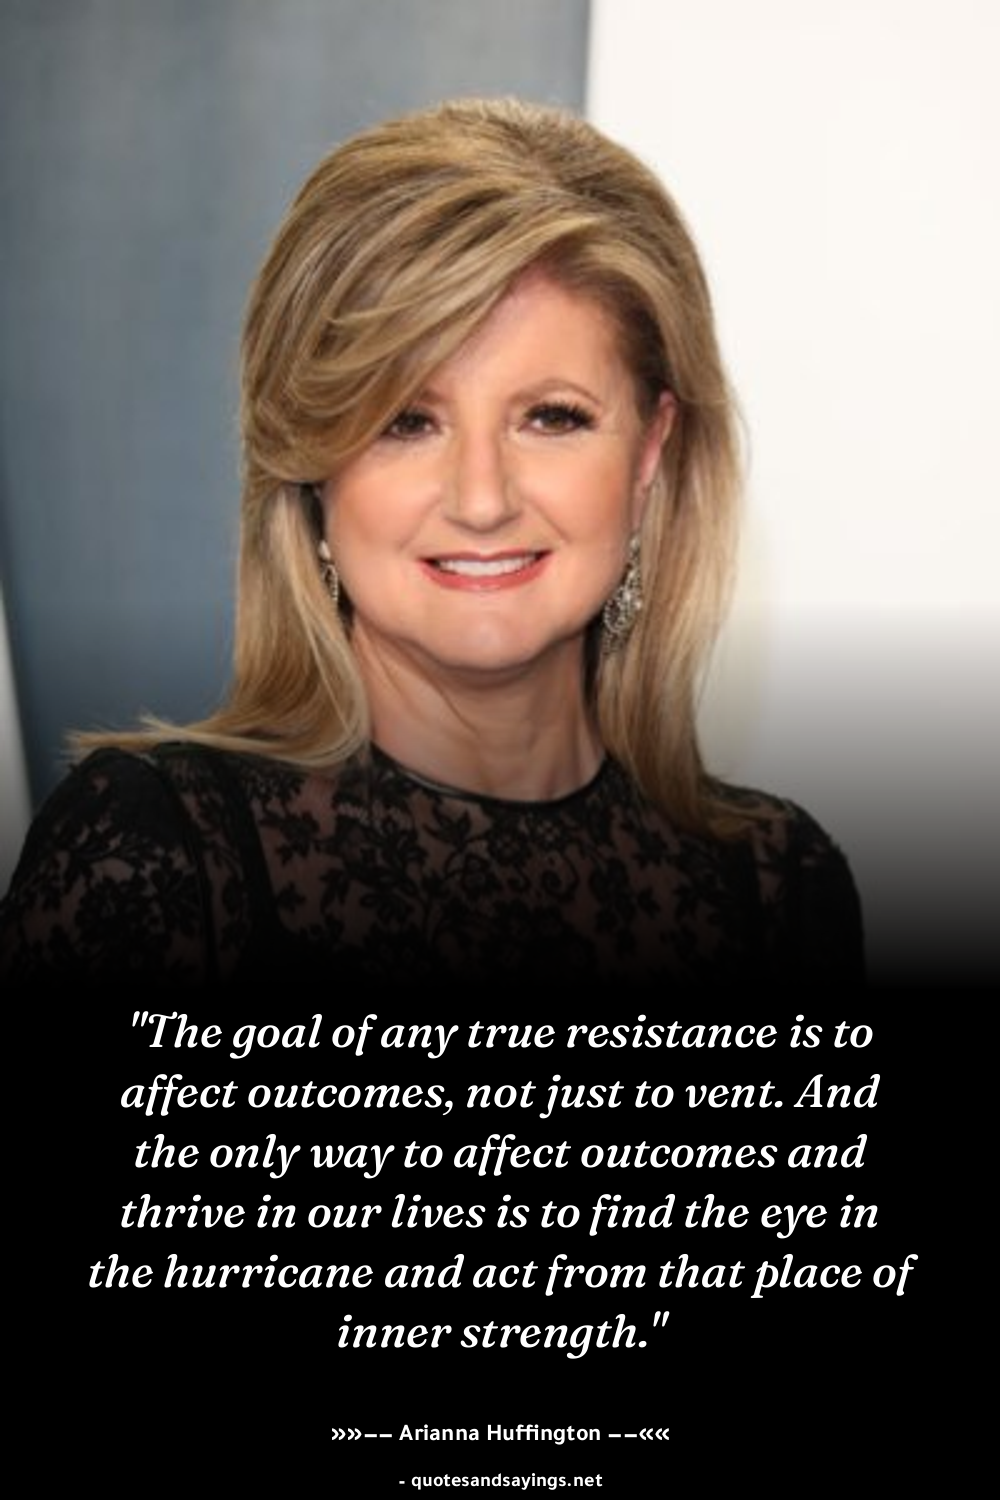 "The goal of any true resistance is to
affect outcomes, not just to vent. And
the only way to affect outcomes and
thrive in our lives is to find the eye in
the hurricane and act from that place of
inner strength."
»»–– Arianna Huffington ––««
- quotesandsayings.net